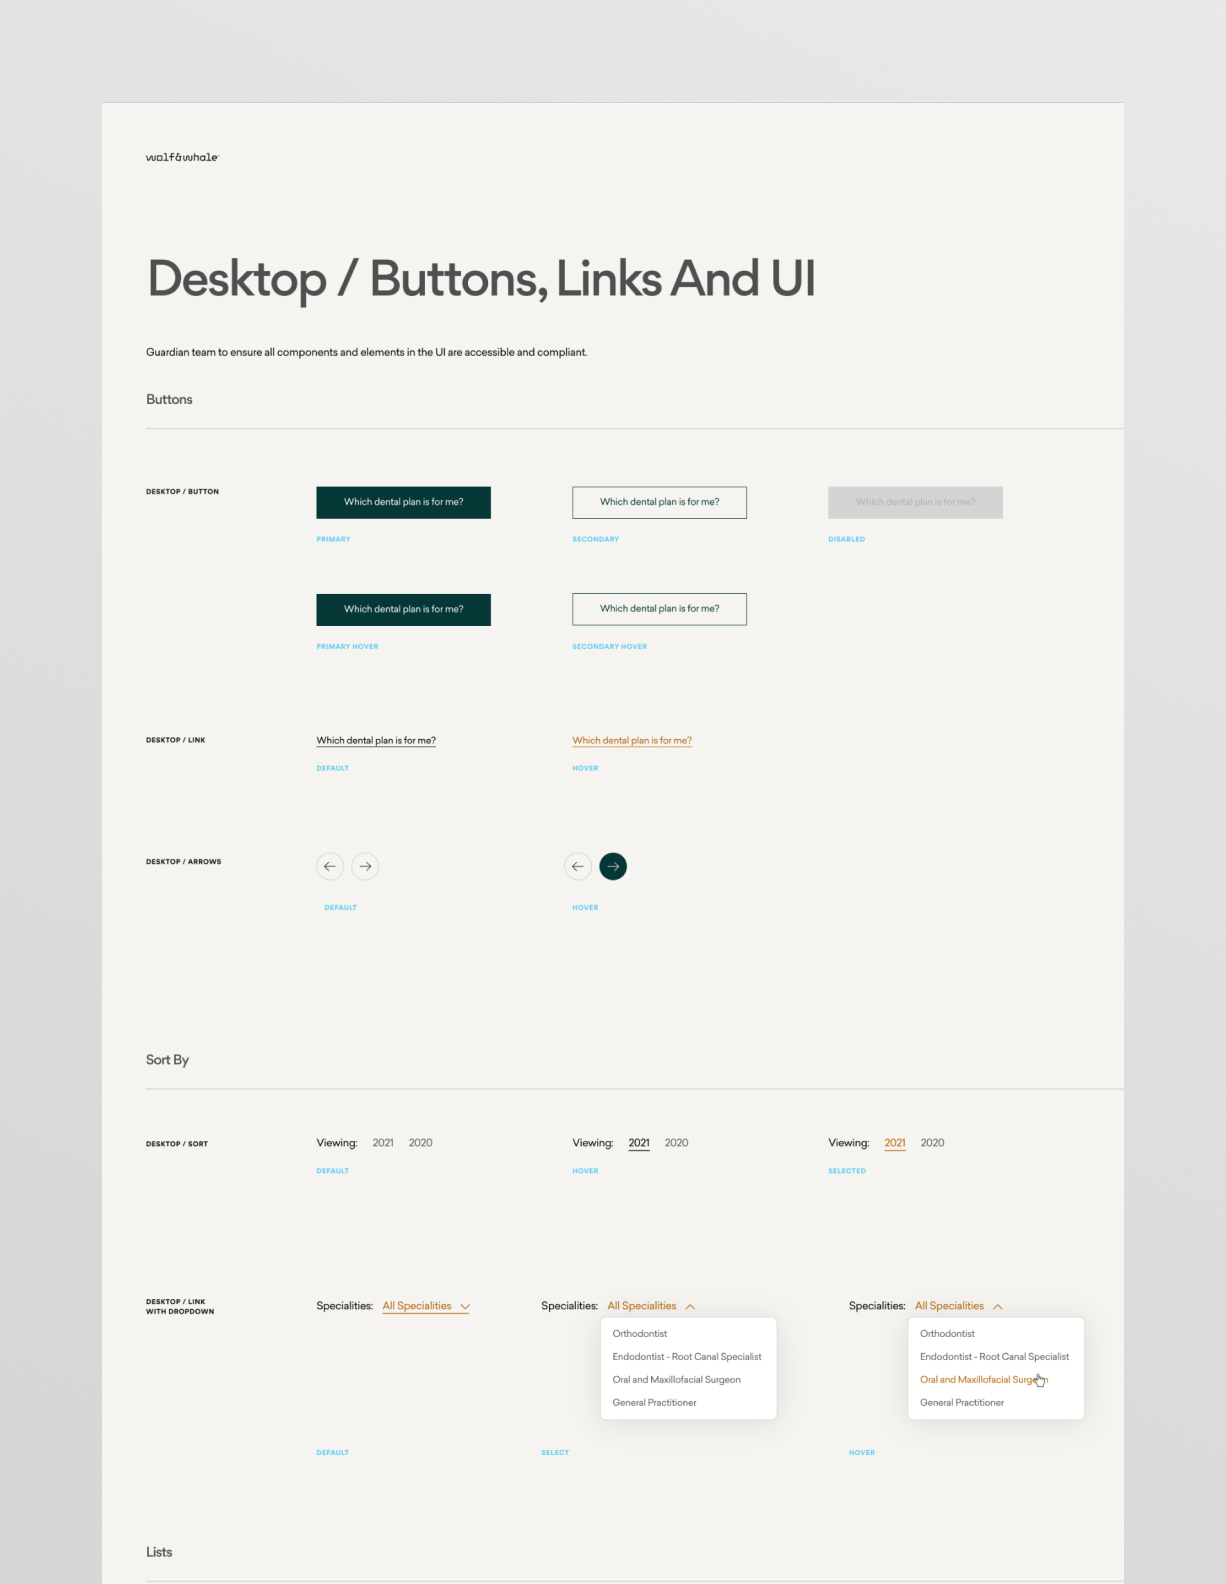 wolf&whale
Desktop / Buttons, Links And UI
Guardian team to ensure all components and elements in the UI are accessible and compliant.
Buttons
DESKTOP / BUTTON
Which dental plan is for me?
Which dental plan is for me?
Which dental plan is for me?
PRIMARY
SECONDARY
DISABLED
Which dental plan is for me?
Which dental plan is for me?
PRIMARY HOVER
SECONDARY HOVER
DESKTOP / LINK
Which dental plan is for me?
Which dental plan is for me?
DEFAULT
HOVER
DESKTOP / ARROWS
DEFAULT
HOVER
Sort By
DESKTOP / SORT
Viewing: 2021 2020
Viewing: 2021 2020
Viewing: 2021 2020
DEFAULT
HOVER
SELECTED
DESKTOP / LINK
WITH DROPDOWN
Specialities: All Specialities
DEFAULT
Specialities: All Specialities
Orthodontist
Endodontist - Root Canal Specialist
Oral and Maxillofacial Surgeon
General Practitioner
SELECT
Specialities: All Specialities
Orthodontist
Endodontist - Root Canal Specialist
Oral and Maxillofacial Surgeon
General Practitioner
HOVER
Lists